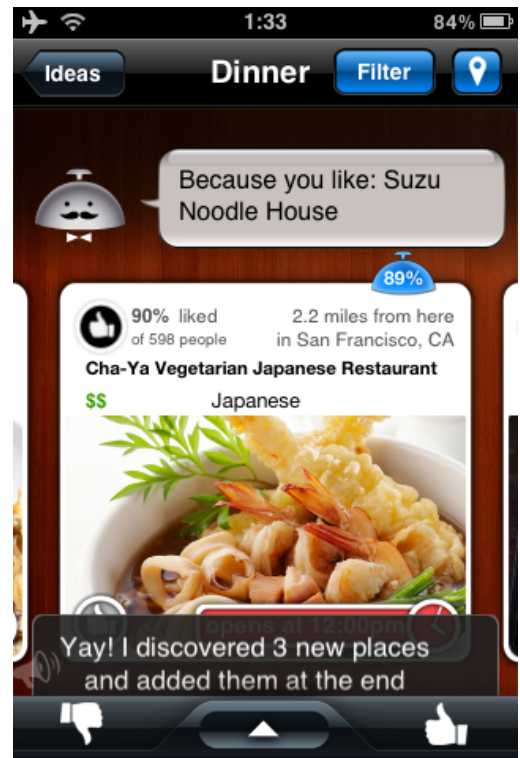 1:33
84%
Ideas
Dinner
Filter
Because you like: Suzu
Noodle House
89%
90% liked
of 598 people
2.2 miles from here
in San Francisco, CA
Cha-Ya Vegetarian Japanese Restaurant
$$
Japanese
opens at 12:00pm
Yay! I discovered 3 new places
and added them at the end